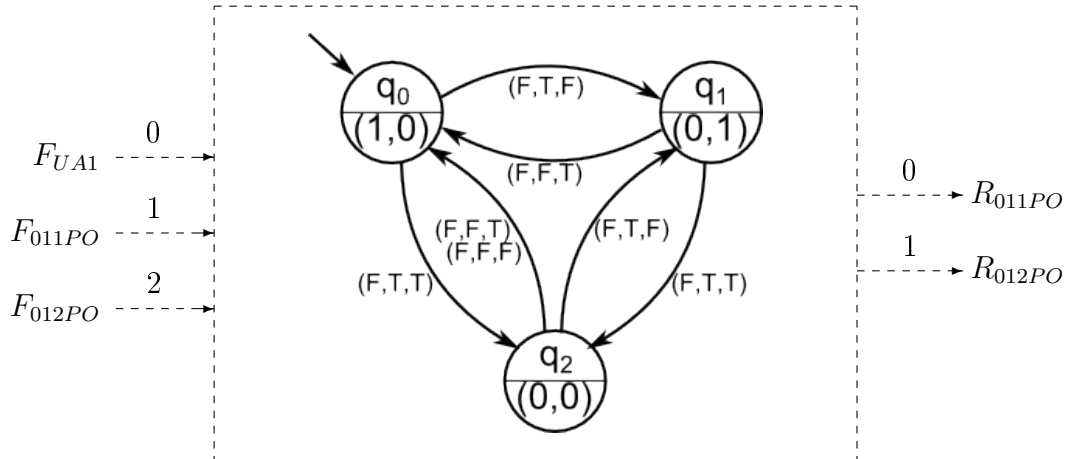 q₀
(1,0)
(F,T,F)
q₁
(0,1)
(F,F,T)
0
F_{UA1}
1
F_{011PO}
2
F_{012PO}
(F,F,T)
(F,F,F)
(F,T,F)
(F,T,T)
(F,T,T)
q₂
(0,0)
0
R_{011PO}
1
R_{012PO}